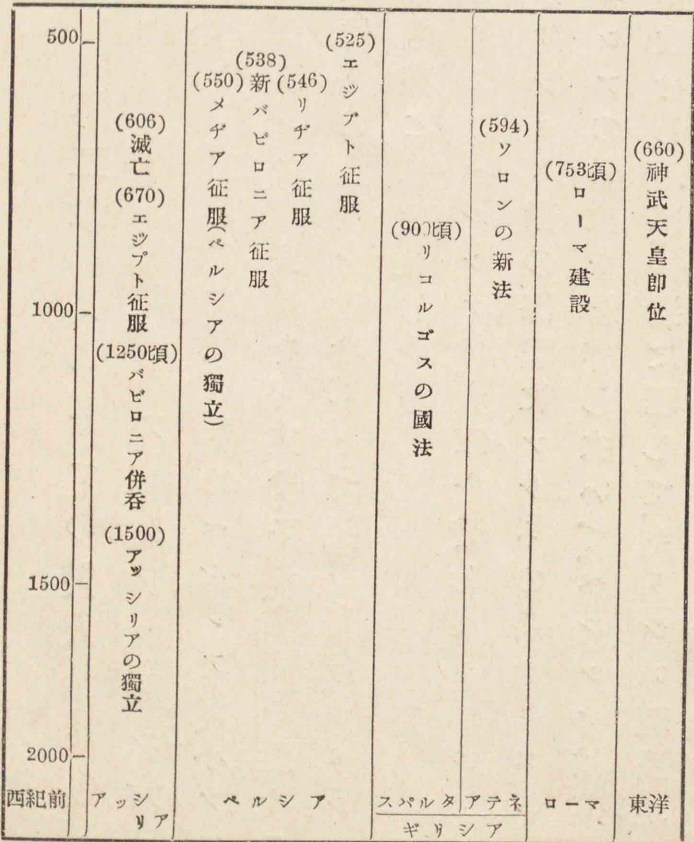 500
1000
1500
2000
西紀前
(606)
滅亡
(670)
エジプト征服
(1250頃)
バビロニア併呑
(1500)
アッシリアの獨立
アッシリア
(550)
メヂア征服(ペルシアの獨立)
(538)
新バビロニア征服
(546)
リヂア征服
(525)
エジプト征服
ペルシア
(900頃)
リコルゴスの國法
スパルタ
(594)
ソロンの新法
アテネ
ギリシア
(753頃)
ローマ建設
ローマ
(660)
神武天皇卽位
東洋